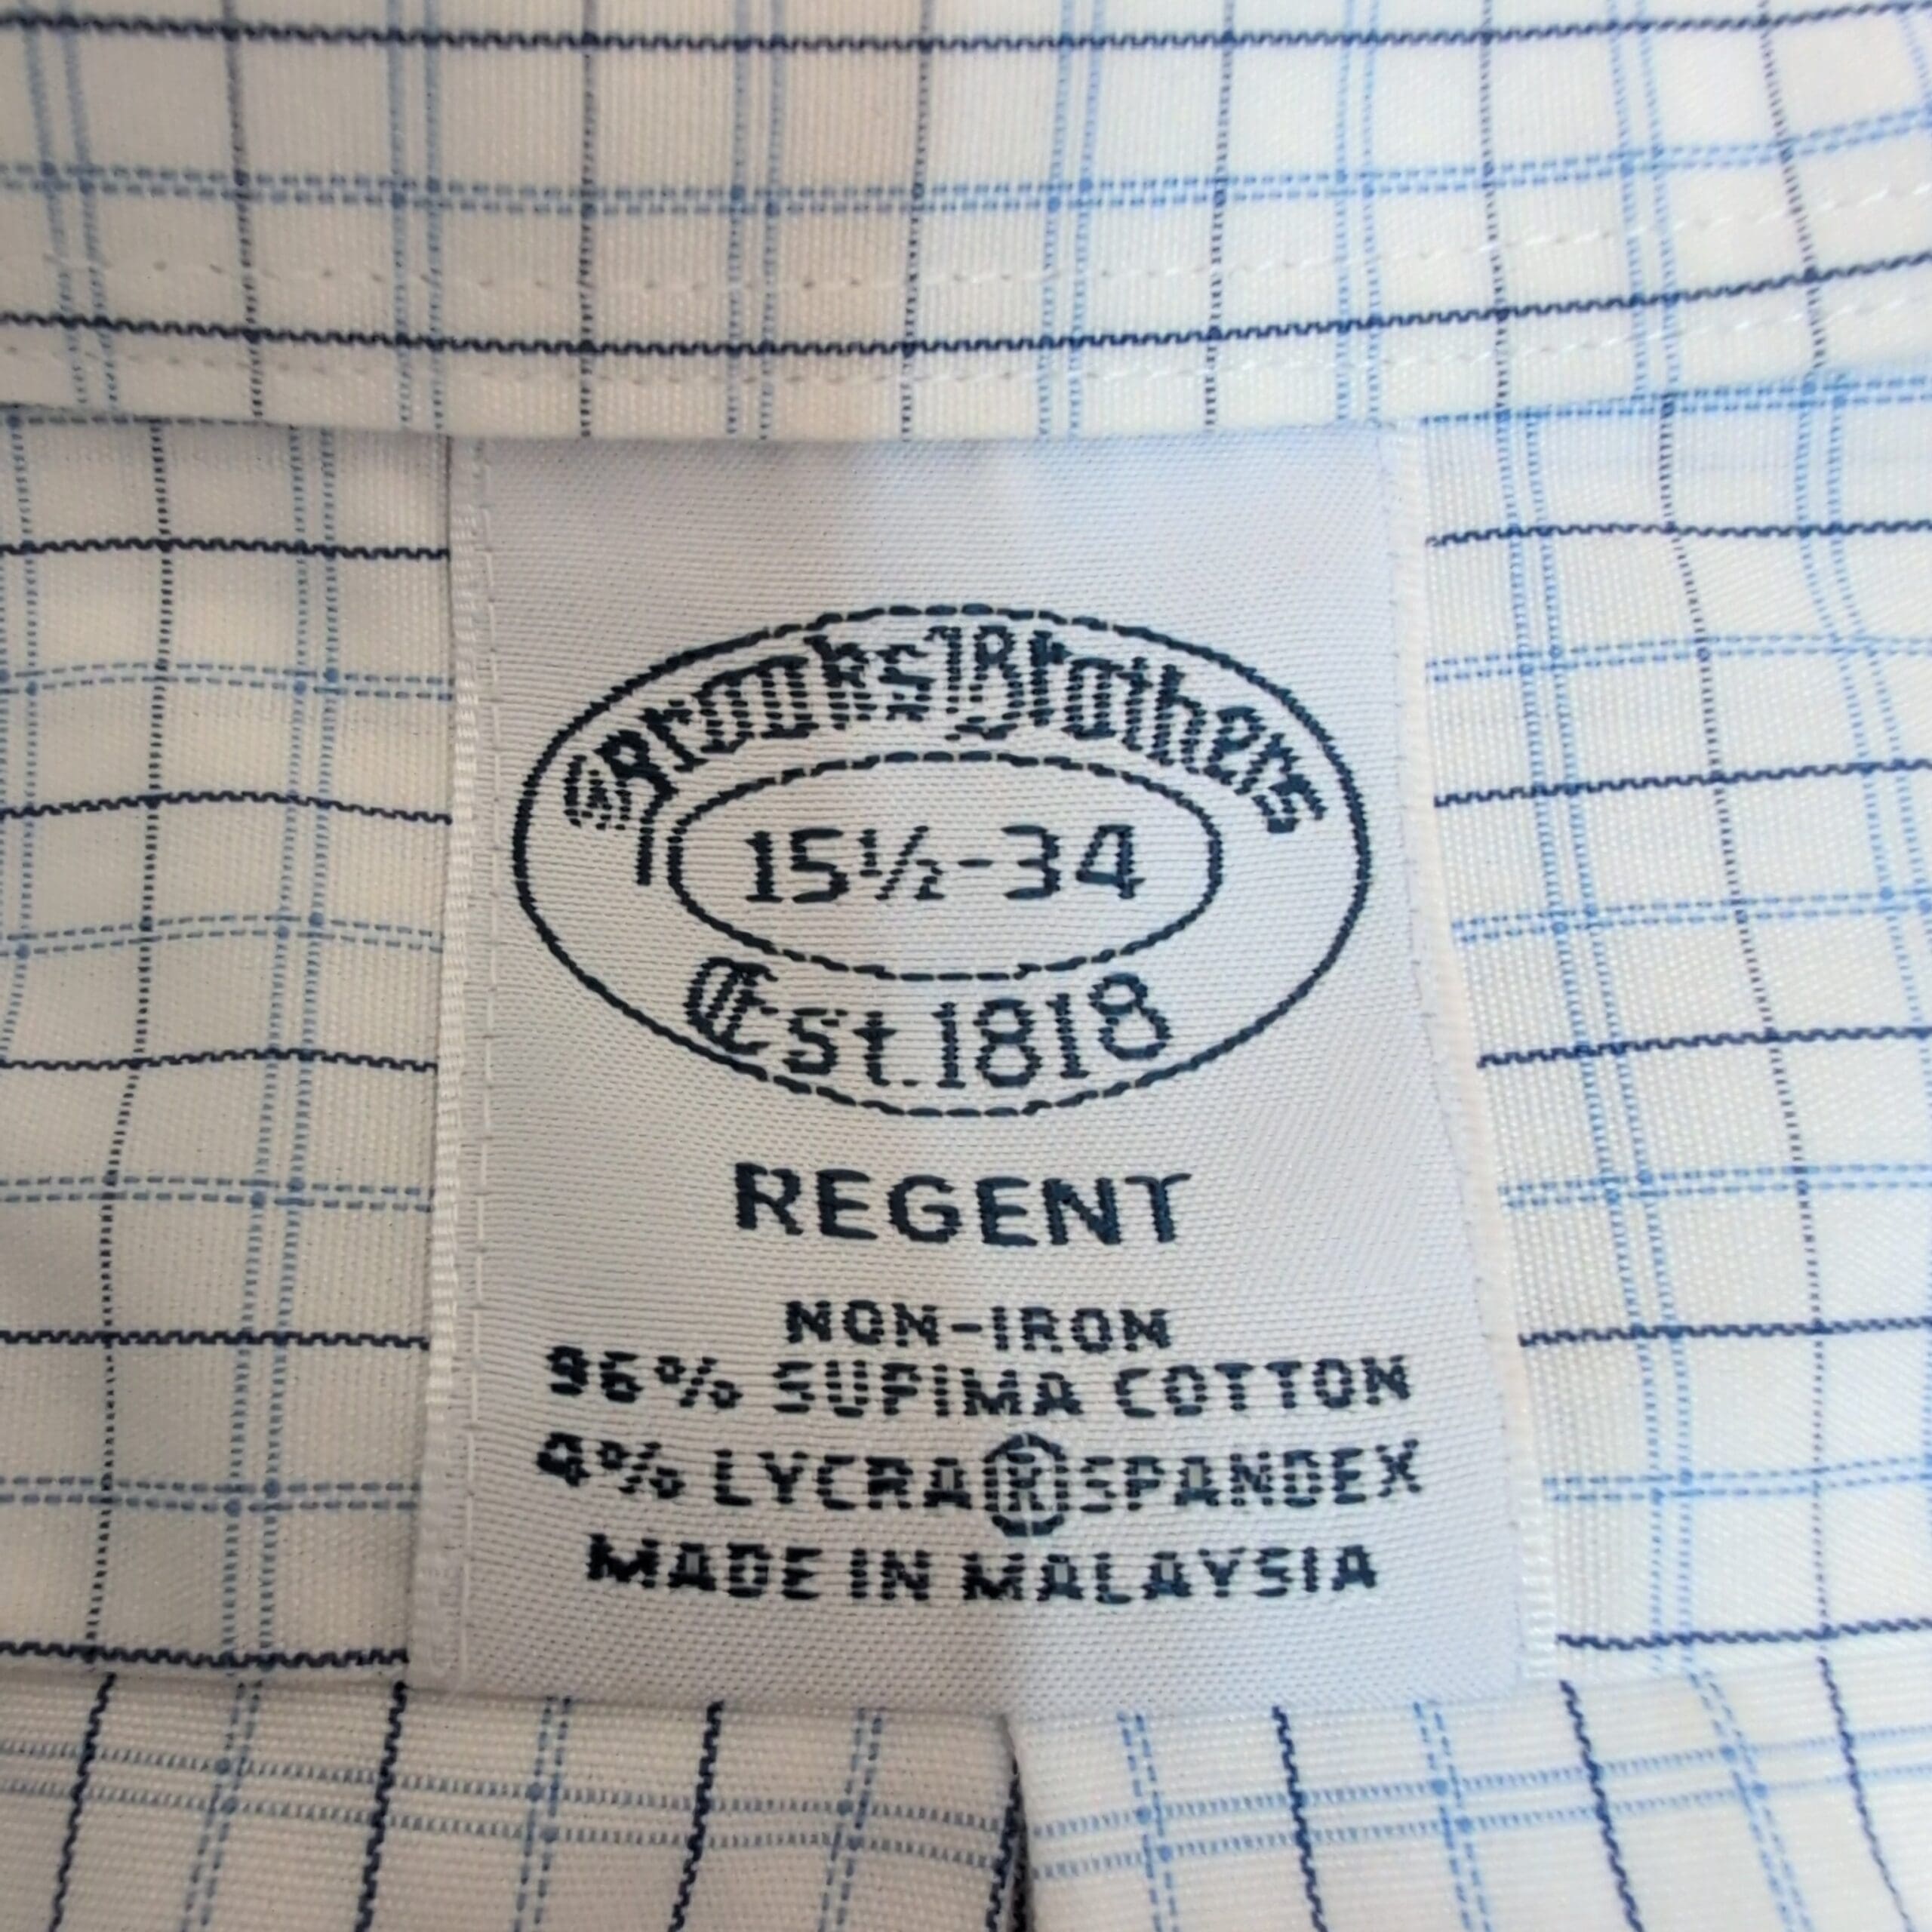 Brooks Brothers
15½-34
Est. 1818
REGENT
NON-IRON
96% SUPIMA COTTON
4% LYCRA®SPANDEX
MADE IN MALAYSIA